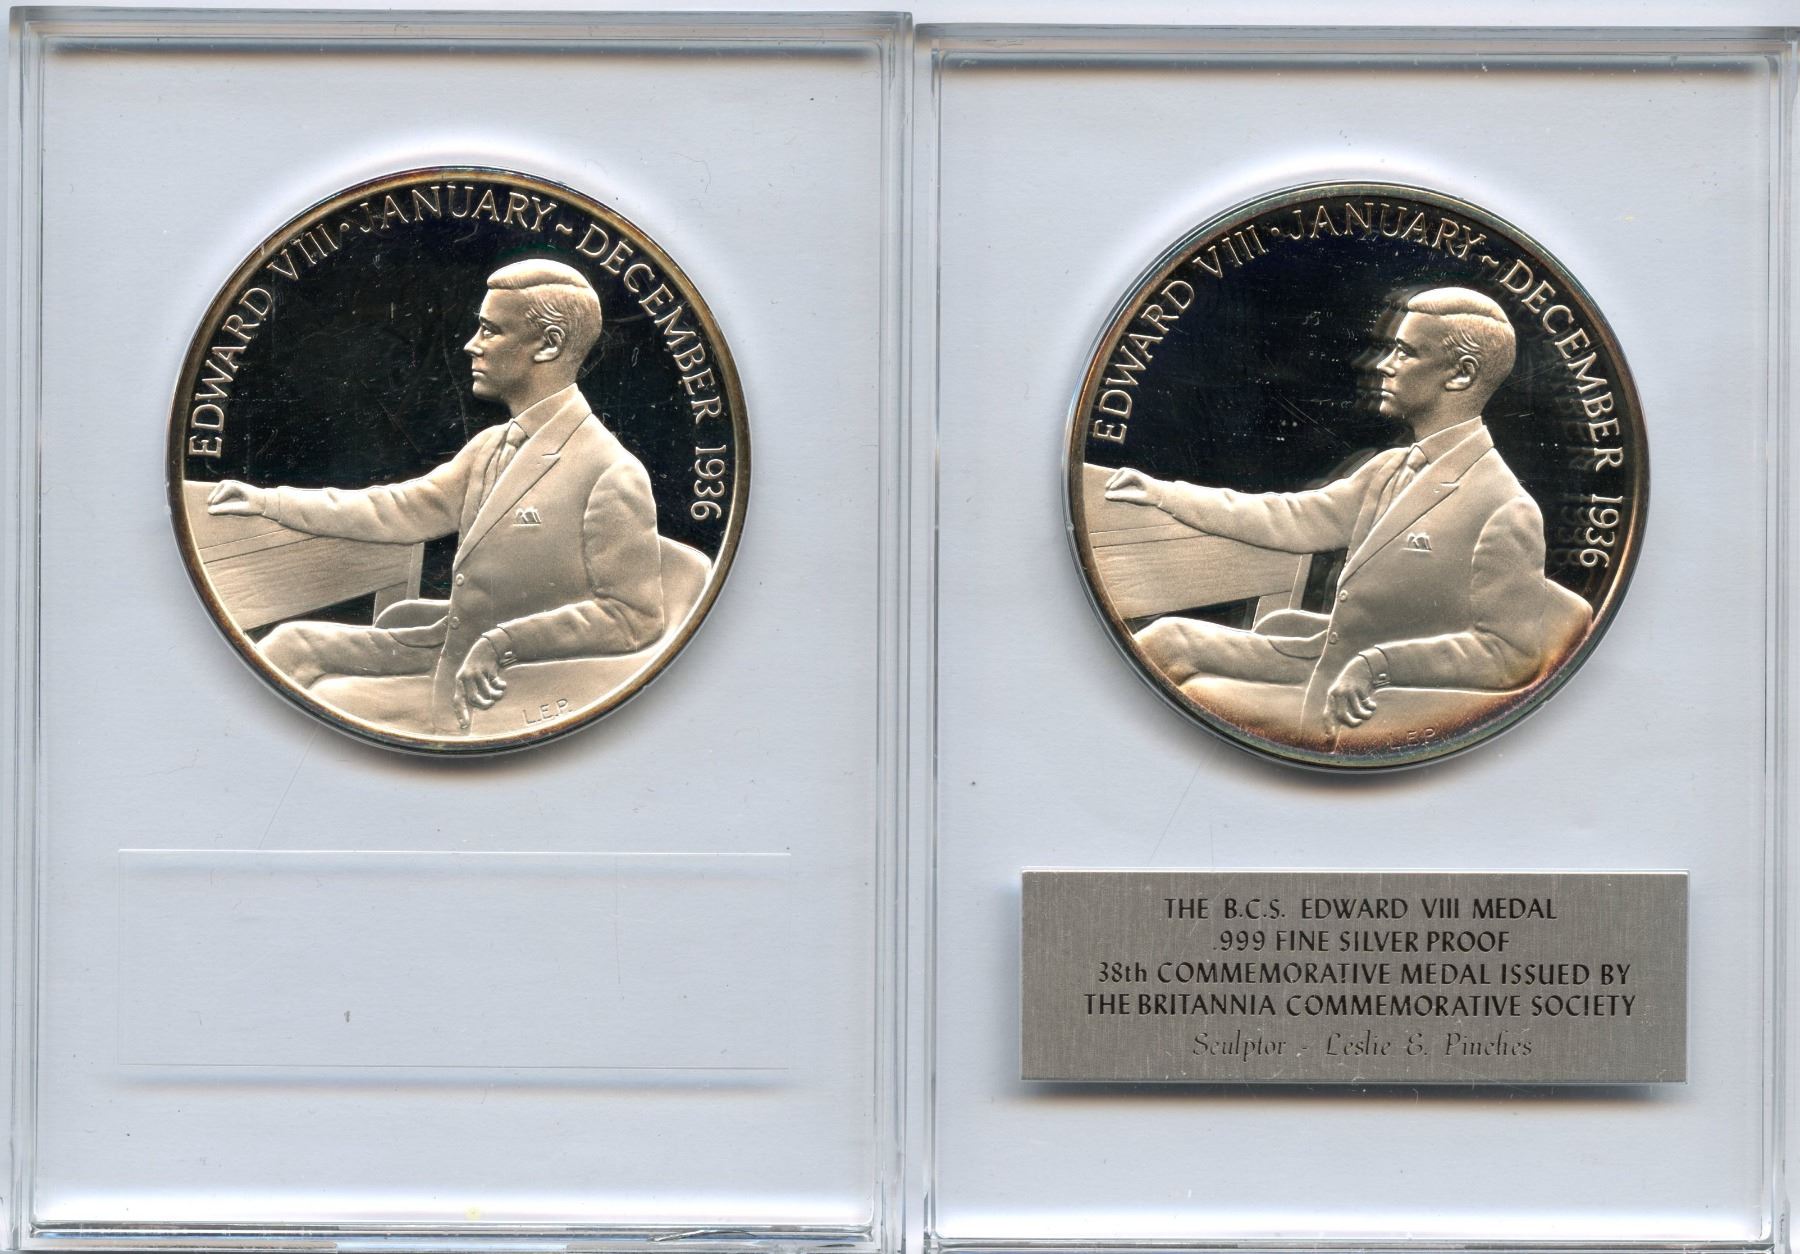 EDWARD VIII · JANUARY ~ DECEMBER 1936
L.E.P.
EDWARD VIII · JANUARY ~ DECEMBER 1936
L.E.P.
THE B.C.S. EDWARD VIII MEDAL
.999 FINE SILVER PROOF
38th COMMEMORATIVE MEDAL ISSUED BY
THE BRITANNIA COMMEMORATIVE SOCIETY
Sculptor - Leslie E. Pinches